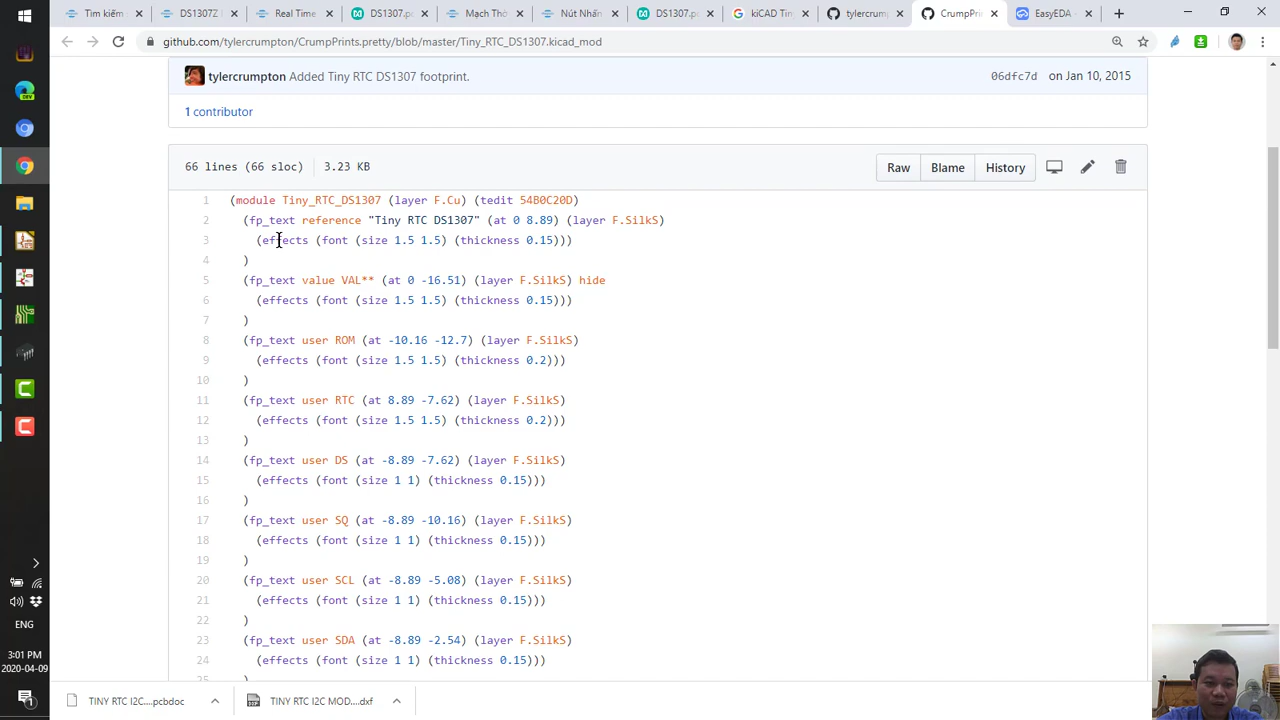 Tìm kiếm
DS1307Z
Real Time
DS1307.pc
Mạch Thờ
Nút nhấn
DS1307.ps
KiCAD Tin
tylercrum
CrumpPrin
EasyEDA
github.com/tylercrumpton/CrumpPrints.pretty/blob/master/Tiny_RTC_DS1307.kicad_mod
tylercrumpton Added Tiny RTC DS1307 footprint.
06dfc7d on Jan 10, 2015
1 contributor
66 lines (66 sloc) 3.23 KB
Raw Blame History
1 (module Tiny_RTC_DS1307 (layer F.Cu) (tedit 54B0C20D)
2 (fp_text reference "Tiny RTC DS1307" (at 0 8.89) (layer F.SilkS)
3 (effects (font (size 1.5 1.5) (thickness 0.15)))
4 )
5 (fp_text value VAL** (at 0 -16.51) (layer F.SilkS) hide
6 (effects (font (size 1.5 1.5) (thickness 0.15)))
7 )
8 (fp_text user ROM (at -10.16 -12.7) (layer F.SilkS)
9 (effects (font (size 1.5 1.5) (thickness 0.2)))
10 )
11 (fp_text user RTC (at 8.89 -7.62) (layer F.SilkS)
12 (effects (font (size 1.5 1.5) (thickness 0.2)))
13 )
14 (fp_text user DS (at -8.89 -7.62) (layer F.SilkS)
15 (effects (font (size 1 1) (thickness 0.15)))
16 )
17 (fp_text user SQ (at -8.89 -10.16) (layer F.SilkS)
18 (effects (font (size 1 1) (thickness 0.15)))
19 )
20 (fp_text user SCL (at -8.89 -5.08) (layer F.SilkS)
21 (effects (font (size 1 1) (thickness 0.15)))
22 )
23 (fp_text user SDA (at -8.89 -2.54) (layer F.SilkS)
24 (effects (font (size 1 1) (thickness 0.15)))
25 )
ENG
3:01 PM
2020-04-09
TINY RTC I2C....pcbdoc
TINY RTC I2C MOD....dxf